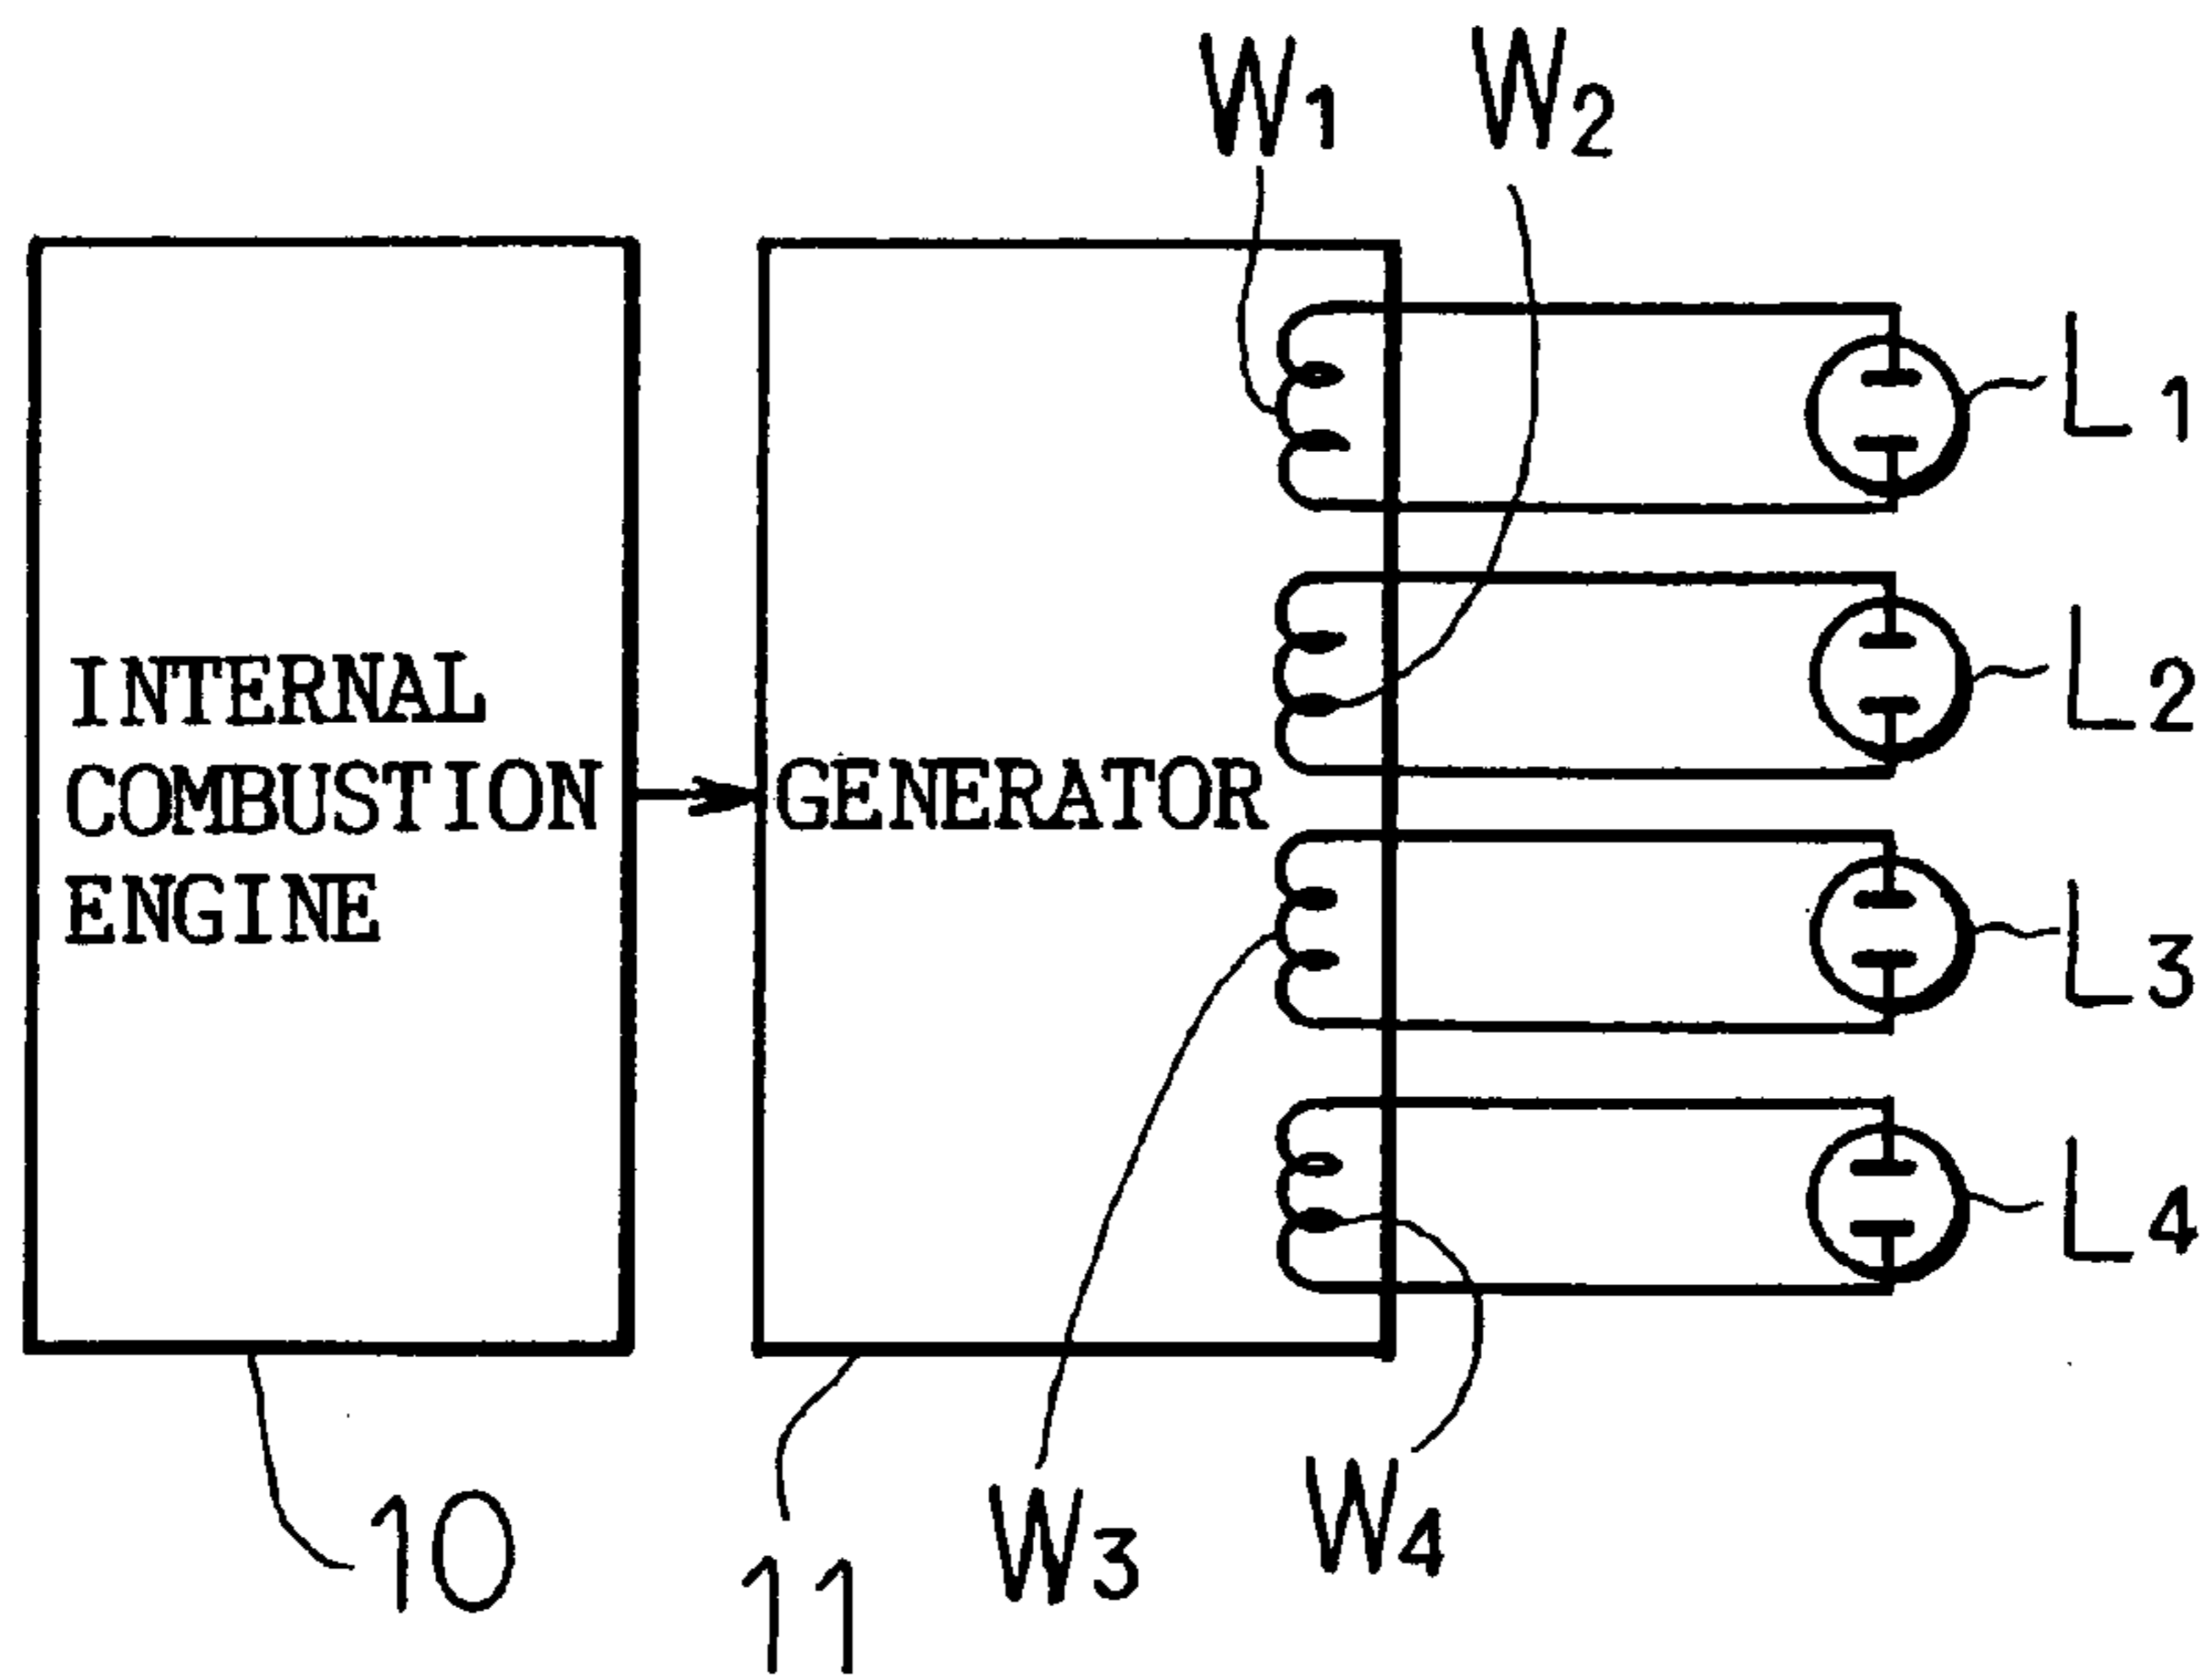 W1 W2
L1
L2
INTERNAL
COMBUSTION
ENGINE
GENERATOR
L3
L4
10
11
W3
W4